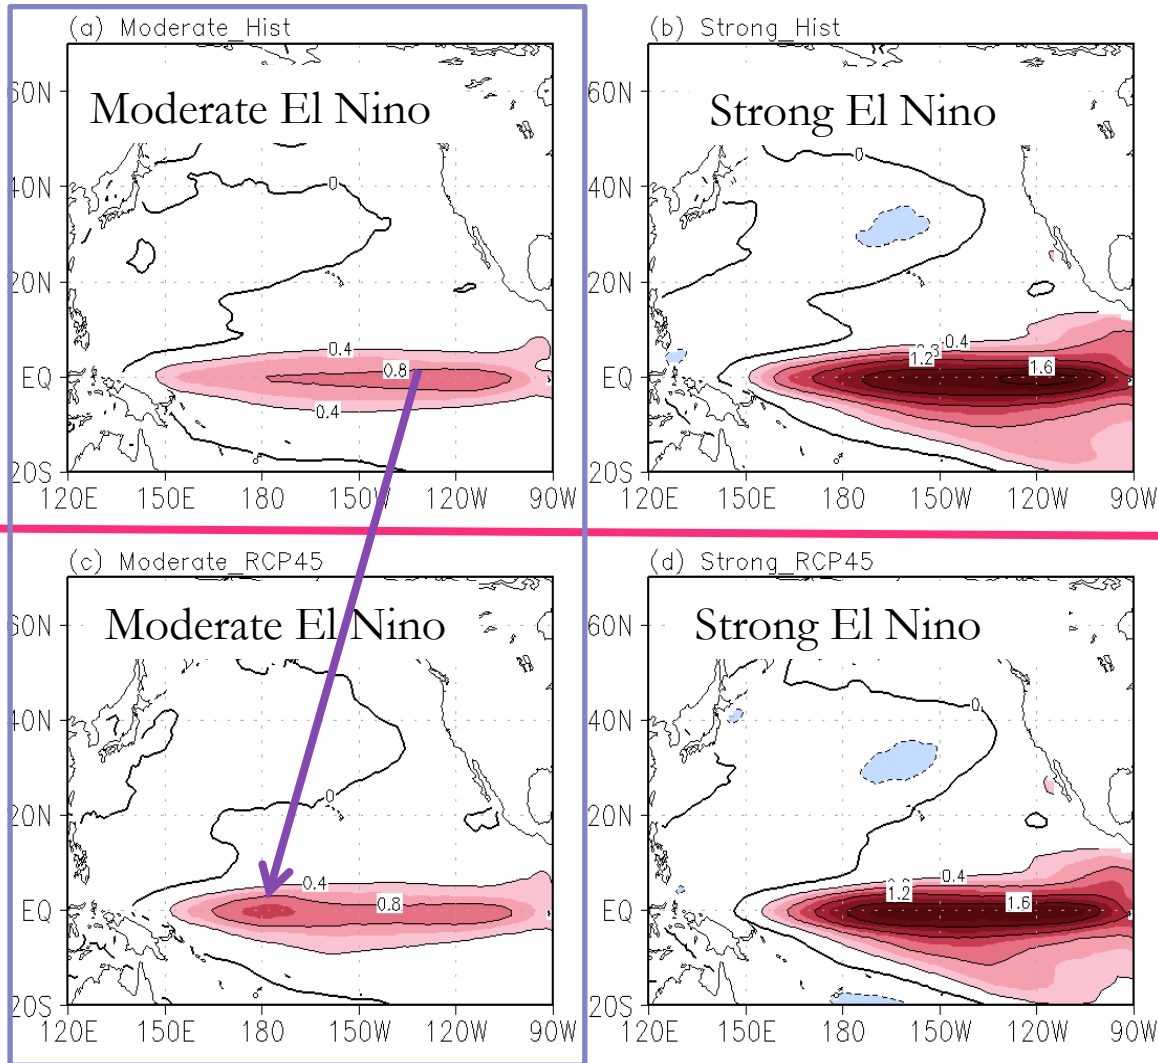 (a) Moderate_Hist
Moderate El Nino
60N
40N
20N
EQ
20S
0
0.4
0.8
0.4
120E 150E 180 150W 120W 90W
(b) Strong_Hist
Strong El Nino
60N
40N
20N
EQ
20S
0
0.4
1.2
1.6
120E 150E 180 150W 120W 90W
(c) Moderate_RCP45
Moderate El Nino
60N
40N
20N
EQ
20S
0
0.4
0.8
120E 150E 180 150W 120W 90W
(d) Strong_RCP45
Strong El Nino
60N
40N
20N
EQ
20S
0
0.4
1.2
1.6
120E 150E 180 150W 120W 90W